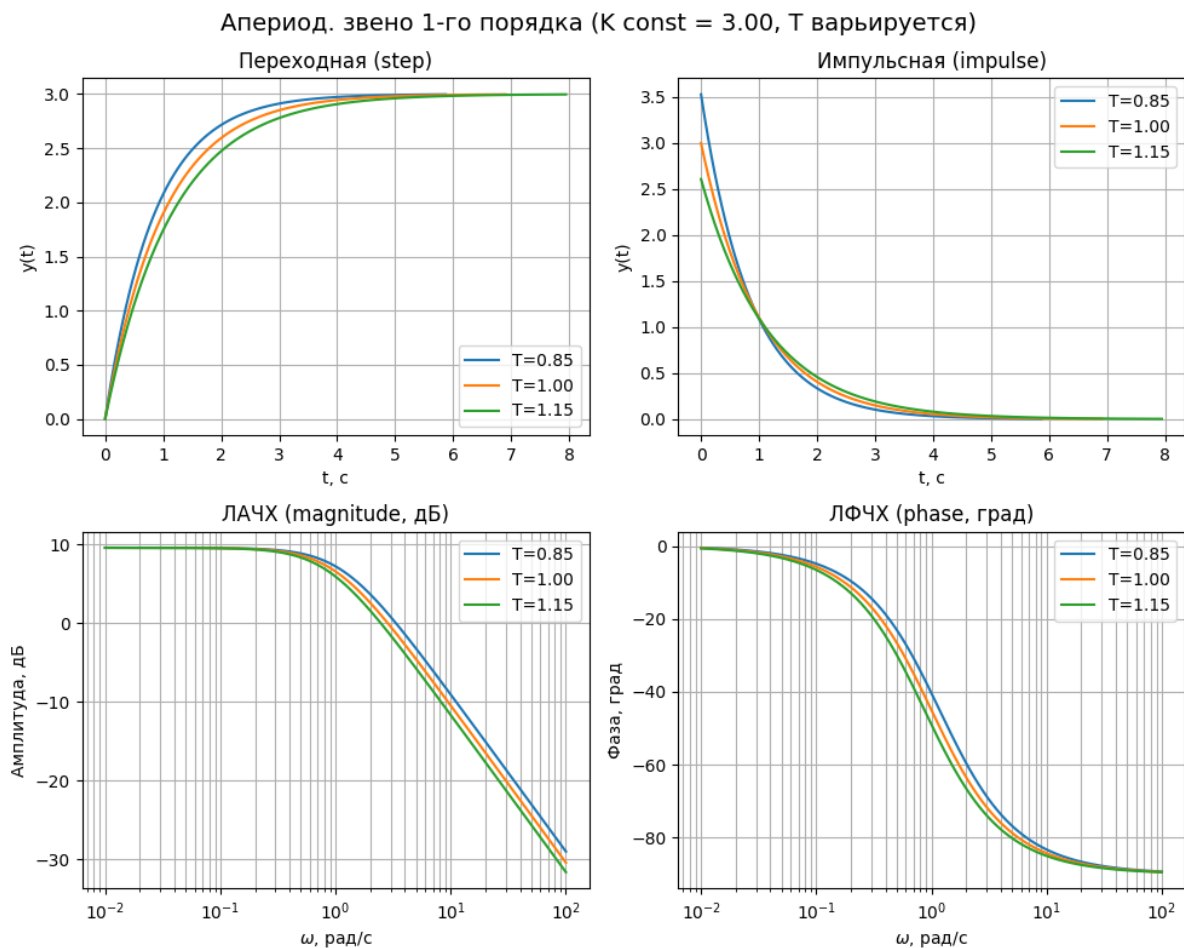 Апериод. звено 1-го порядка (K const = 3.00, T варьируется)
Переходная (step)
y(t)
3.0
2.5
2.0
1.5
1.0
0.5
0.0
T=0.85
T=1.00
T=1.15
0 1 2 3 4 5 6 7 8
t, с
Импульсная (impulse)
y(t)
3.5
3.0
2.5
2.0
1.5
1.0
0.5
0.0
T=0.85
T=1.00
T=1.15
0 1 2 3 4 5 6 7 8
t, с
ЛАЧХ (magnitude, дБ)
Амплитуда, дБ
10
0
−10
−20
−30
T=0.85
T=1.00
T=1.15
10⁻² 10⁻¹ 10⁰ 10¹ 10²
ω, рад/с
ЛФЧХ (phase, град)
Фаза, град
0
−20
−40
−60
−80
T=0.85
T=1.00
T=1.15
10⁻² 10⁻¹ 10⁰ 10¹ 10²
ω, рад/с